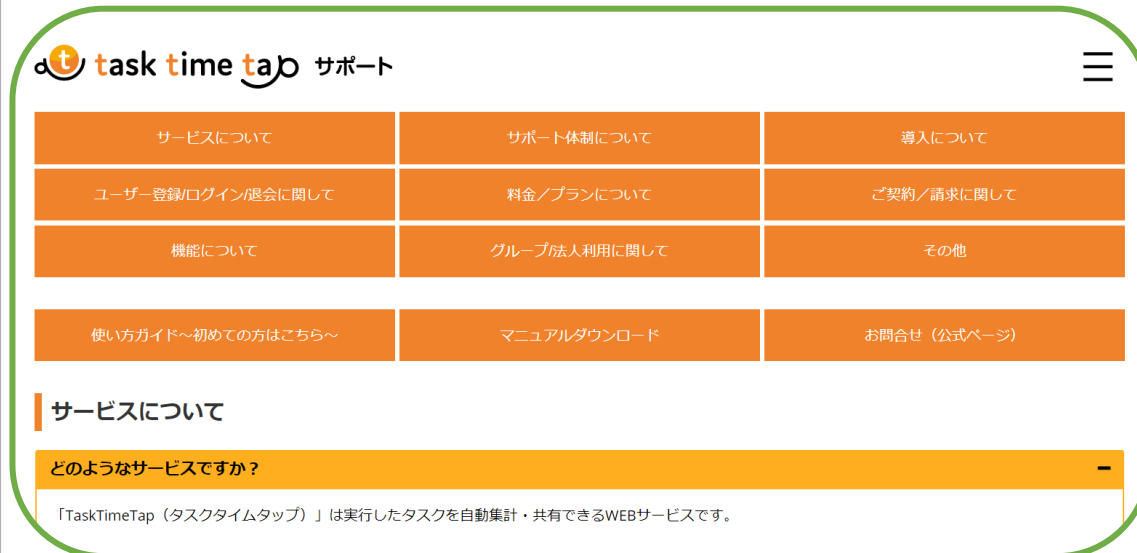 t task time tap サポート
サービスについて サポート体制について 導入について
ユーザー登録/ログイン/退会に関して 料金／プランについて ご契約／請求に関して
機能について グループ/法人利用に関して その他
使い方ガイド～初めての方はこちら～ マニュアルダウンロード お問合せ（公式ページ）
サービスについて
どのようなサービスですか？
「TaskTimeTap（タスクタイムタップ）」は実行したタスクを自動集計・共有できるWEBサービスです。